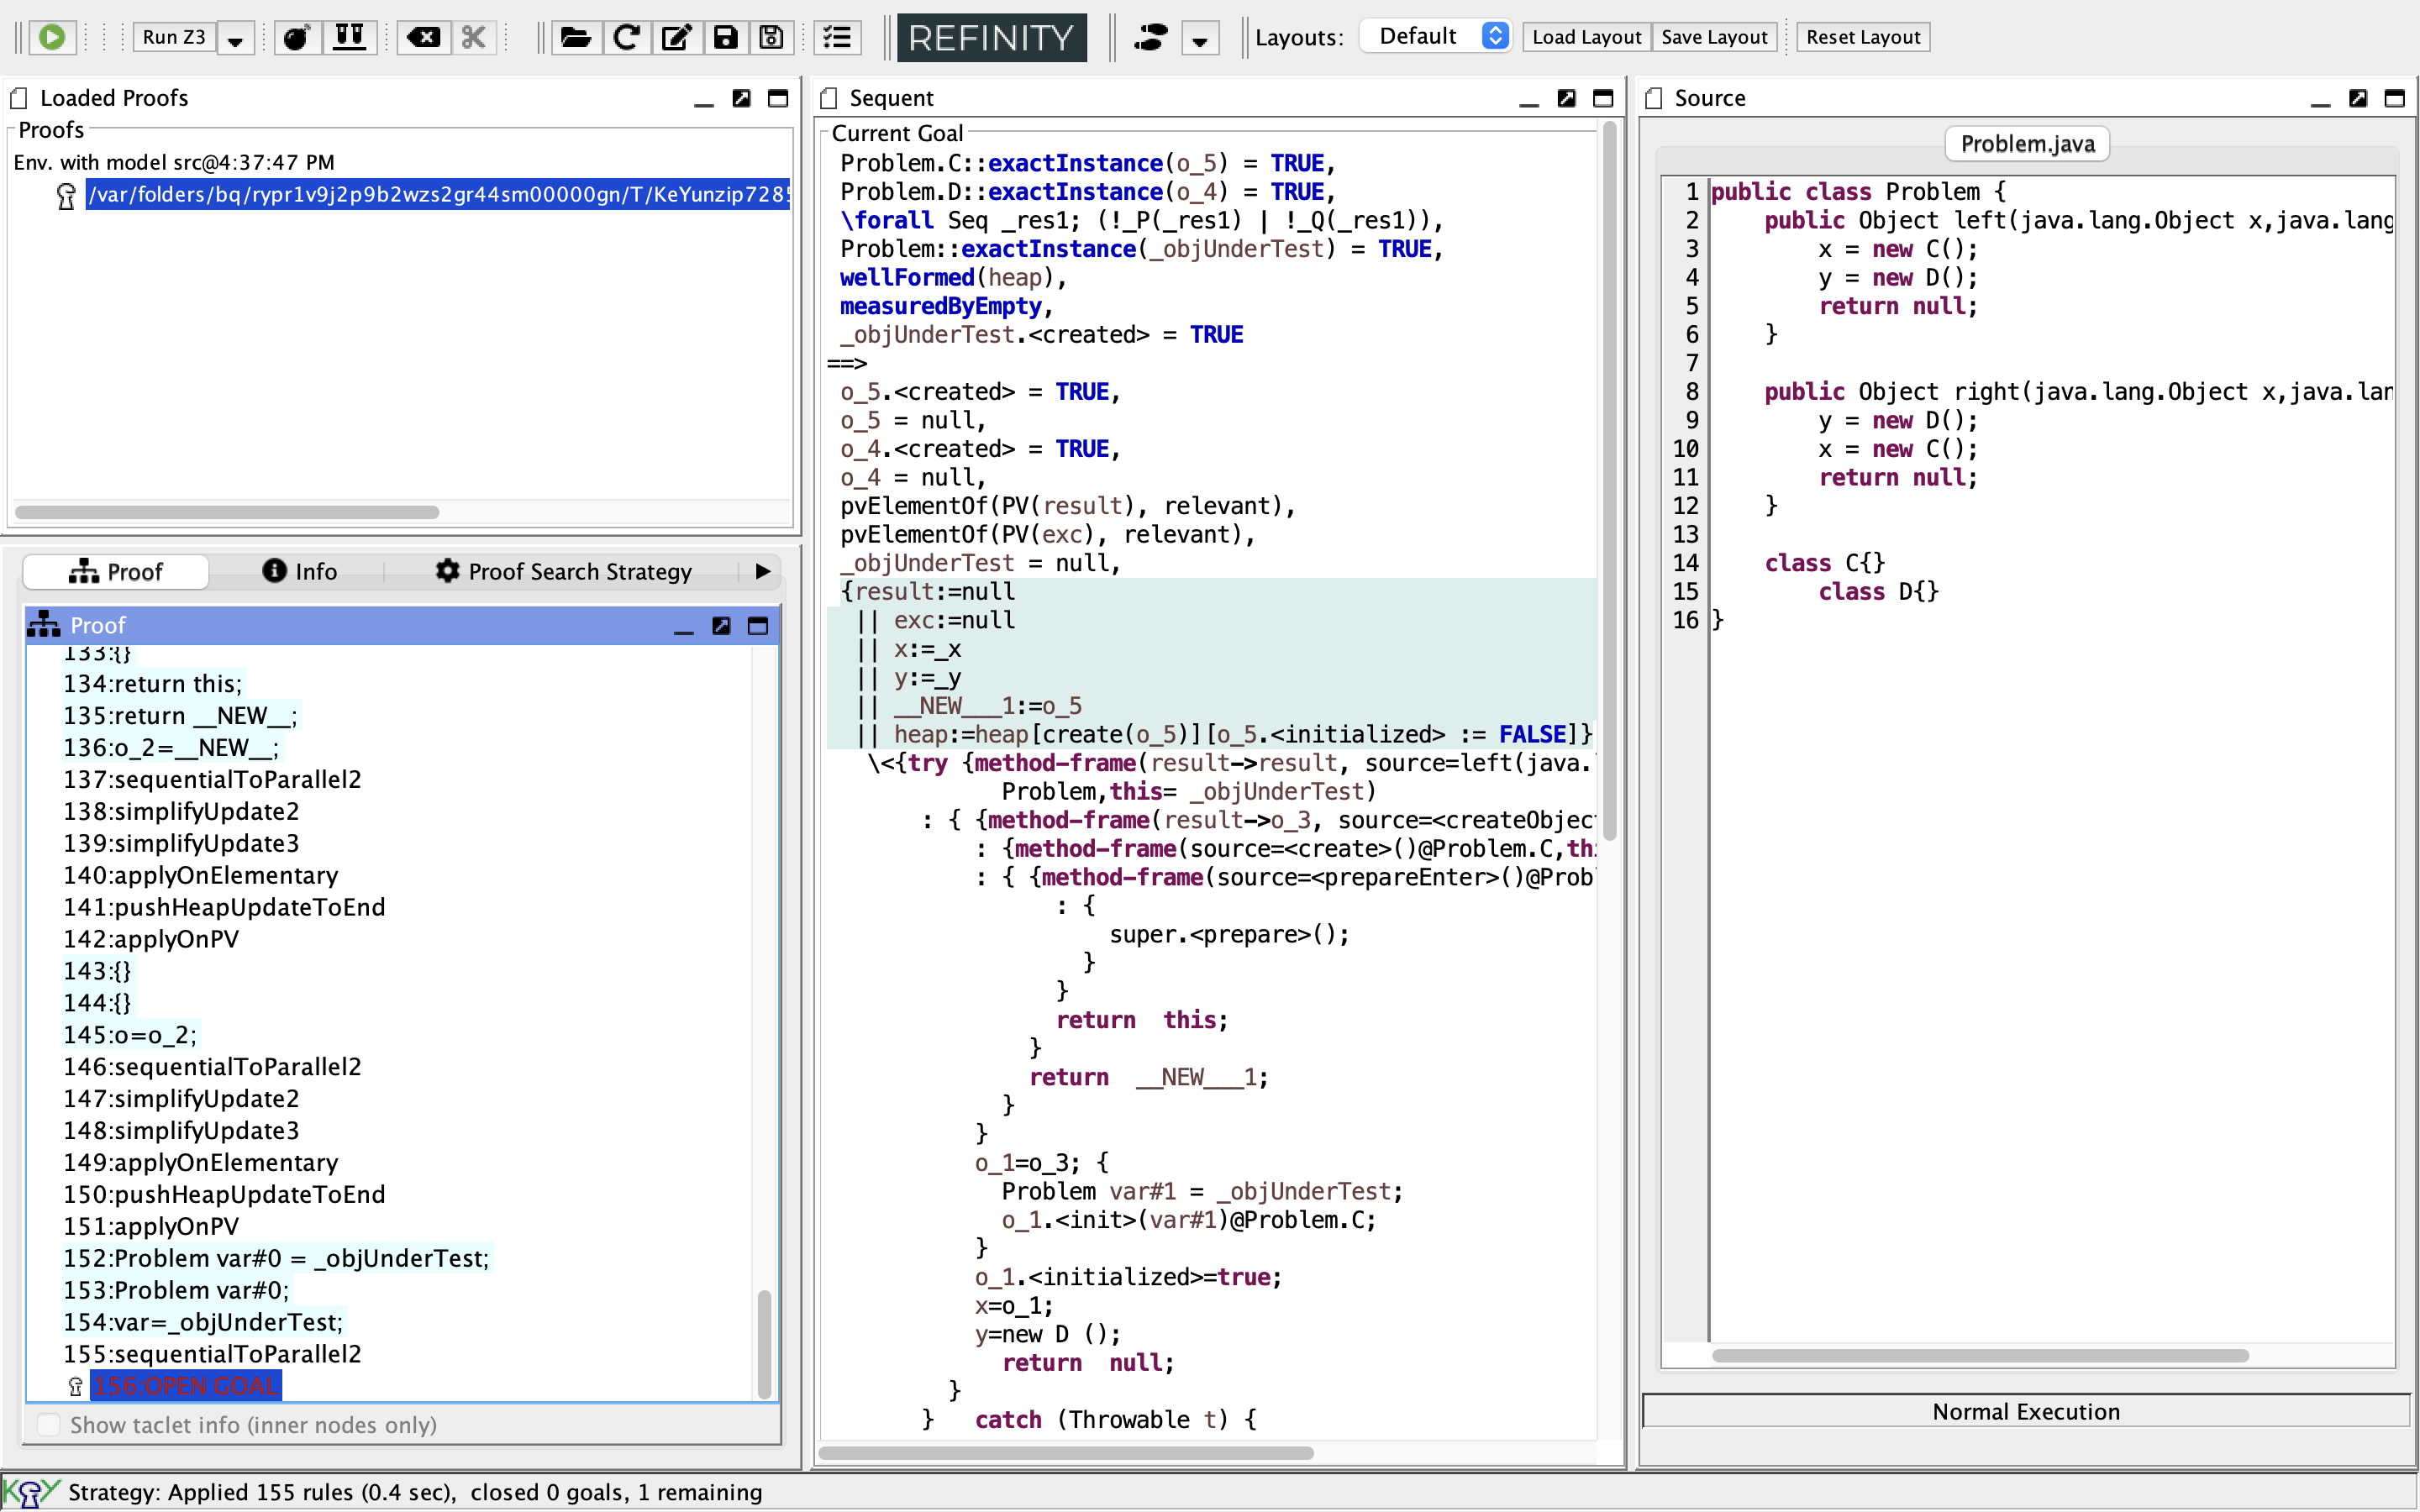 Run Z3
REFINITY
Layouts:
Default
Load Layout
Save Layout
Reset Layout
Loaded Proofs
Proofs
Env. with model src@4:37:47 PM
/var/folders/bq/rypr1v9j2p9b2wzs2gr44sm00000gn/T/KeYunzip728
Proof
Info
Proof Search Strategy
Proof
133:{}
134:return this;
135:return __NEW__;
136:o_2=__NEW__;
137:sequentialToParallel2
138:simplifyUpdate2
139:simplifyUpdate3
140:applyOnElementary
141:pushHeapUpdateToEnd
142:applyOnPV
143:{}
144:{}
145:o=o_2;
146:sequentialToParallel2
147:simplifyUpdate2
148:simplifyUpdate3
149:applyOnElementary
150:pushHeapUpdateToEnd
151:applyOnPV
152:Problem var#0 = _objUnderTest;
153:Problem var#0;
154:var=_objUnderTest;
155:sequentialToParallel2
156:OPEN GOAL
Show taclet info (inner nodes only)
Sequent
Current Goal
Problem.C::exactInstance(o_5) = TRUE,
Problem.D::exactInstance(o_4) = TRUE,
\forall Seq _res1; (!_P(_res1) | !_Q(_res1)),
Problem::exactInstance(_objUnderTest) = TRUE,
wellFormed(heap),
measuredByEmpty,
_objUnderTest.<created> = TRUE
==>
o_5.<created> = TRUE,
o_5 = null,
o_4.<created> = TRUE,
o_4 = null,
pvElementOf(PV(result), relevant),
pvElementOf(PV(exc), relevant),
_objUnderTest = null,
{result:=null
|| exc:=null
|| x:=_x
|| y:=_y
|| __NEW___1:=o_5
|| heap:=heap[create(o_5)][o_5.<initialized> := FALSE]}
\<{try {method-frame(result->result, source=left(java.
Problem,this= _objUnderTest)
: { {method-frame(result->o_3, source=<createObjec
: {method-frame(source=<create>()@Problem.C,th
: { {method-frame(source=<prepareEnter>()@Prob
: {
super.<prepare>();
}
}
return this;
}
return __NEW___1;
}
}
o_1=o_3; {
Problem var#1 = _objUnderTest;
o_1.<init>(var#1)@Problem.C;
}
o_1.<initialized>=true;
x=o_1;
y=new D ();
return null;
}
} catch (Throwable t) {
Source
Problem.java
1 public class Problem {
2 public Object left(java.lang.Object x,java.lang
3 x = new C();
4 y = new D();
5 return null;
6 }
7
8 public Object right(java.lang.Object x,java.lan
9 y = new D();
10 x = new C();
11 return null;
12 }
13
14 class C{}
15 class D{}
16 }
Normal Execution
KeY Strategy: Applied 155 rules (0.4 sec), closed 0 goals, 1 remaining